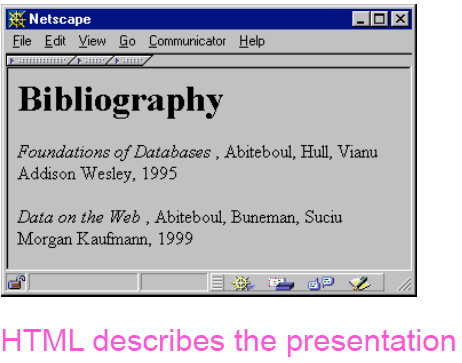 Netscape
File Edit View Go Communicator Help
Bibliography
Foundations of Databases , Abiteboul, Hull, Vianu
Addison Wesley, 1995
Data on the Web , Abiteboul, Buneman, Suciu
Morgan Kaufmann, 1999
HTML describes the presentation